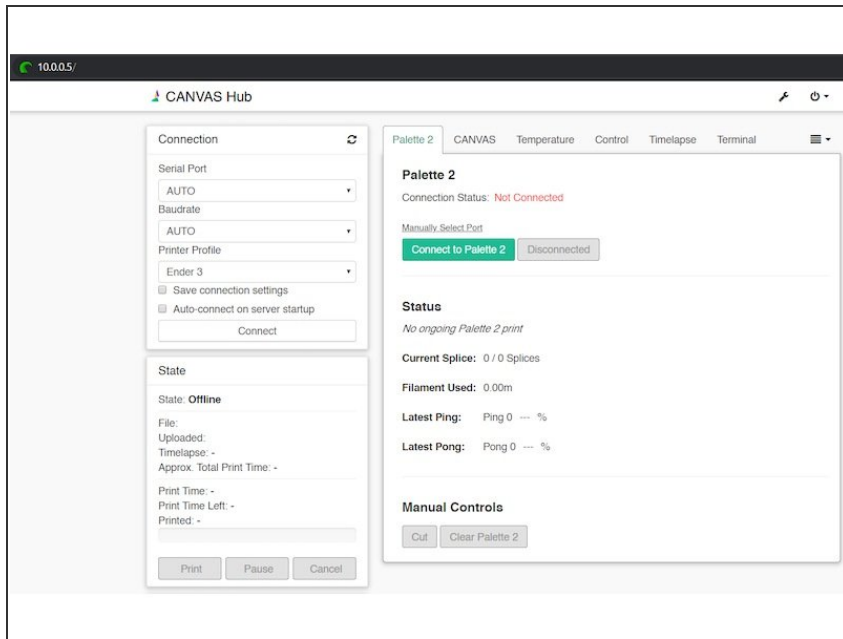 10.0.0.5/
CANVAS Hub
Connection
Serial Port
AUTO
Baudrate
AUTO
Printer Profile
Ender 3
Save connection settings
Auto-connect on server startup
Connect
State
State: Offline
File:
Uploaded:
Timelapse: -
Approx. Total Print Time: -
Print Time: -
Print Time Left: -
Printed: -
Print Pause Cancel
Palette 2 CANVAS Temperature Control Timelapse Terminal
Palette 2
Connection Status: Not Connected
Manually Select Port
Connect to Palette 2 Disconnected
Status
No ongoing Palette 2 print
Current Splice: 0 / 0 Splices
Filament Used: 0.00m
Latest Ping: Ping 0 --- %
Latest Pong: Pong 0 --- %
Manual Controls
Cut Clear Palette 2